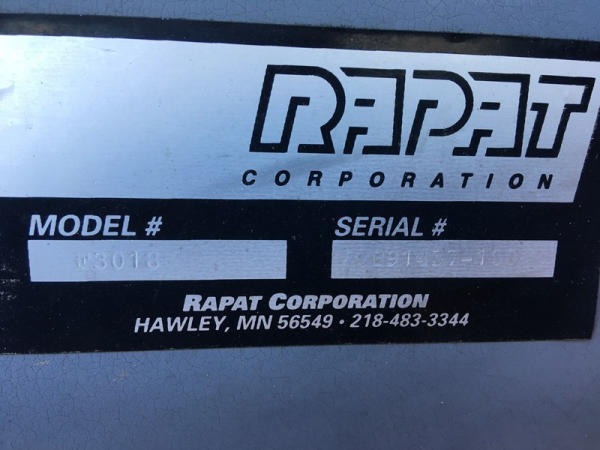 RAPAT
CORPORATION
MODEL # SERIAL #
RAPAT CORPORATION
HAWLEY, MN 56549 · 218-483-3344